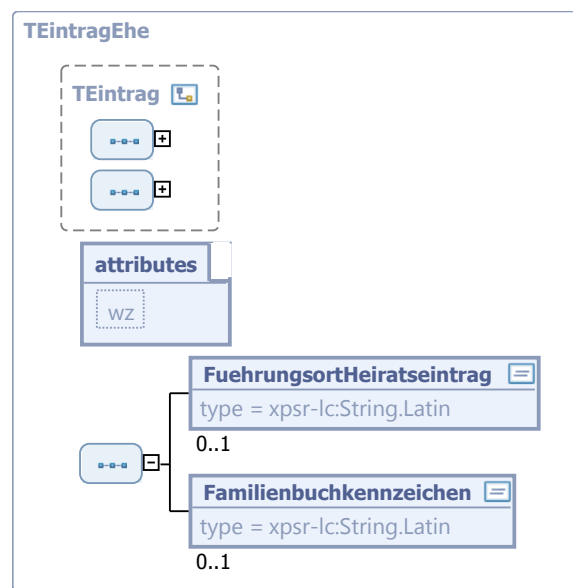 TEintragEhe
TEintrag
attributes
wz
FuehrungsortHeiratseintrag
type = xpsr-lc:String.Latin
0..1
Familienbuchkennzeichen
type = xpsr-lc:String.Latin
0..1